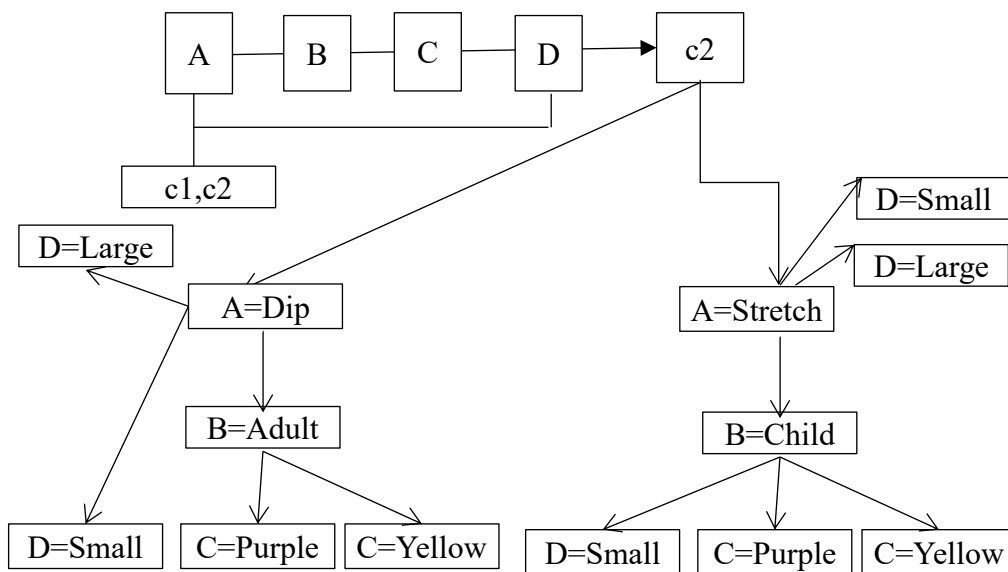 A
B
C
D
c2
c1,c2
D=Small
D=Large
D=Large
A=Dip
A=Stretch
B=Adult
B=Child
D=Small
C=Purple
C=Yellow
D=Small
C=Purple
C=Yellow